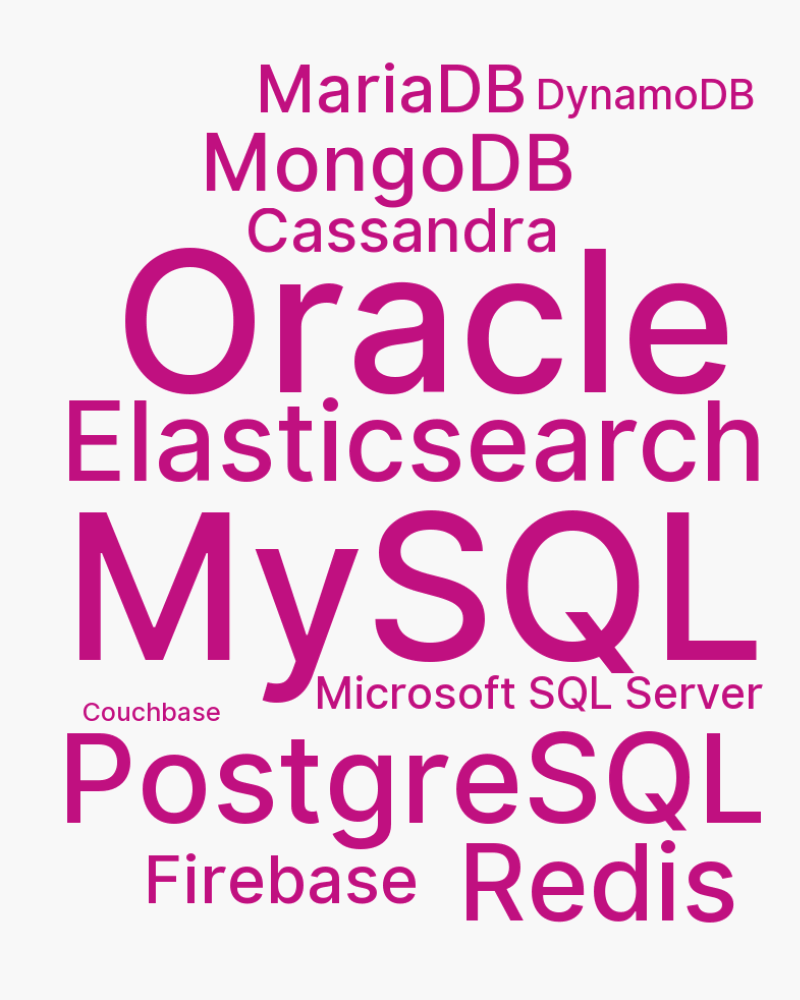 MariaDB DynamoDB
MongoDB
Cassandra
Oracle
Elasticsearch
MySQL
Microsoft SQL Server
Couchbase
PostgreSQL
Firebase Redis